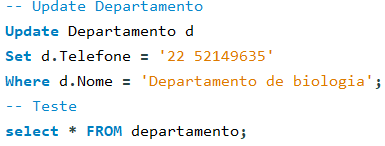 -- Update Departamento
Update Departamento d
Set d.Telefone = '22 52149635'
Where d.Nome = 'Departamento de biologia';
-- Teste
select * FROM departamento;